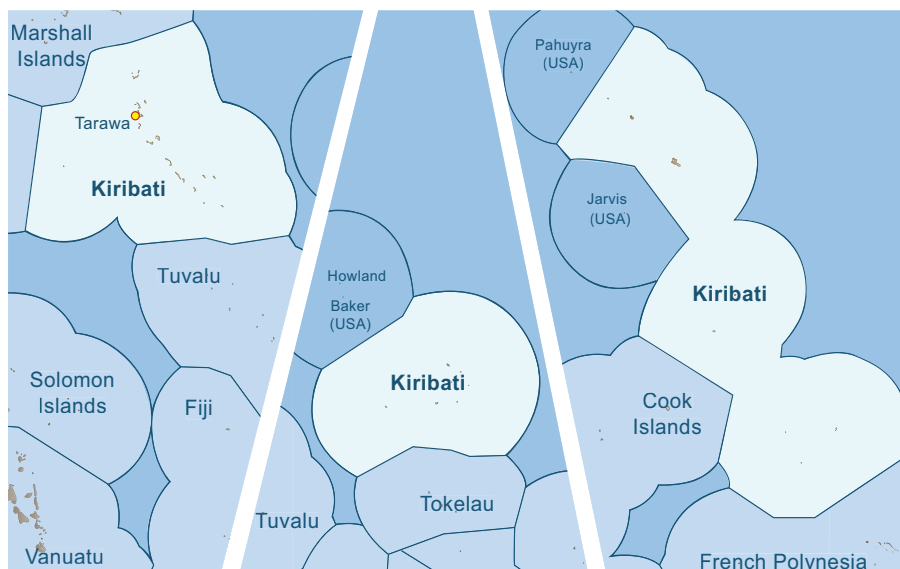 Marshall
Islands
Tarawa
Kiribati
Tuvalu
Solomon
Islands
Fiji
Vanuatu
Tuvalu
Howland
Baker
(USA)
Kiribati
Tokelau
Pahuyra
(USA)
Jarvis
(USA)
Kiribati
Cook
Islands
French Polynesia